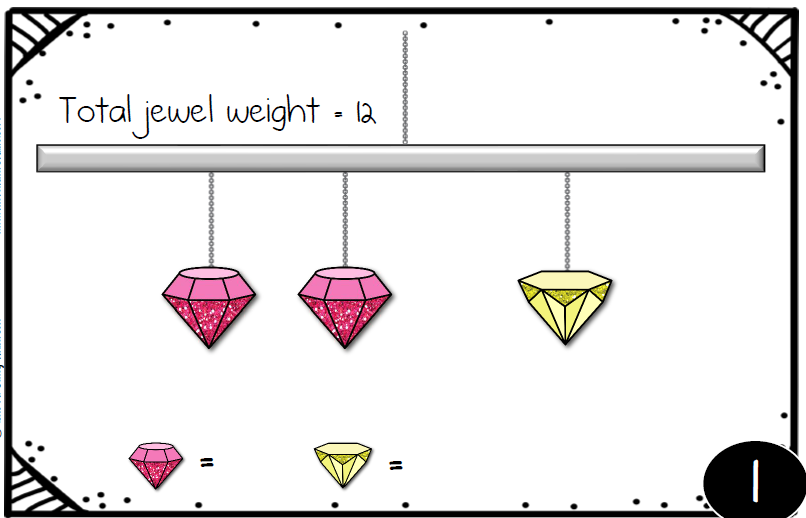 Total jewel weight = 12
= =
1